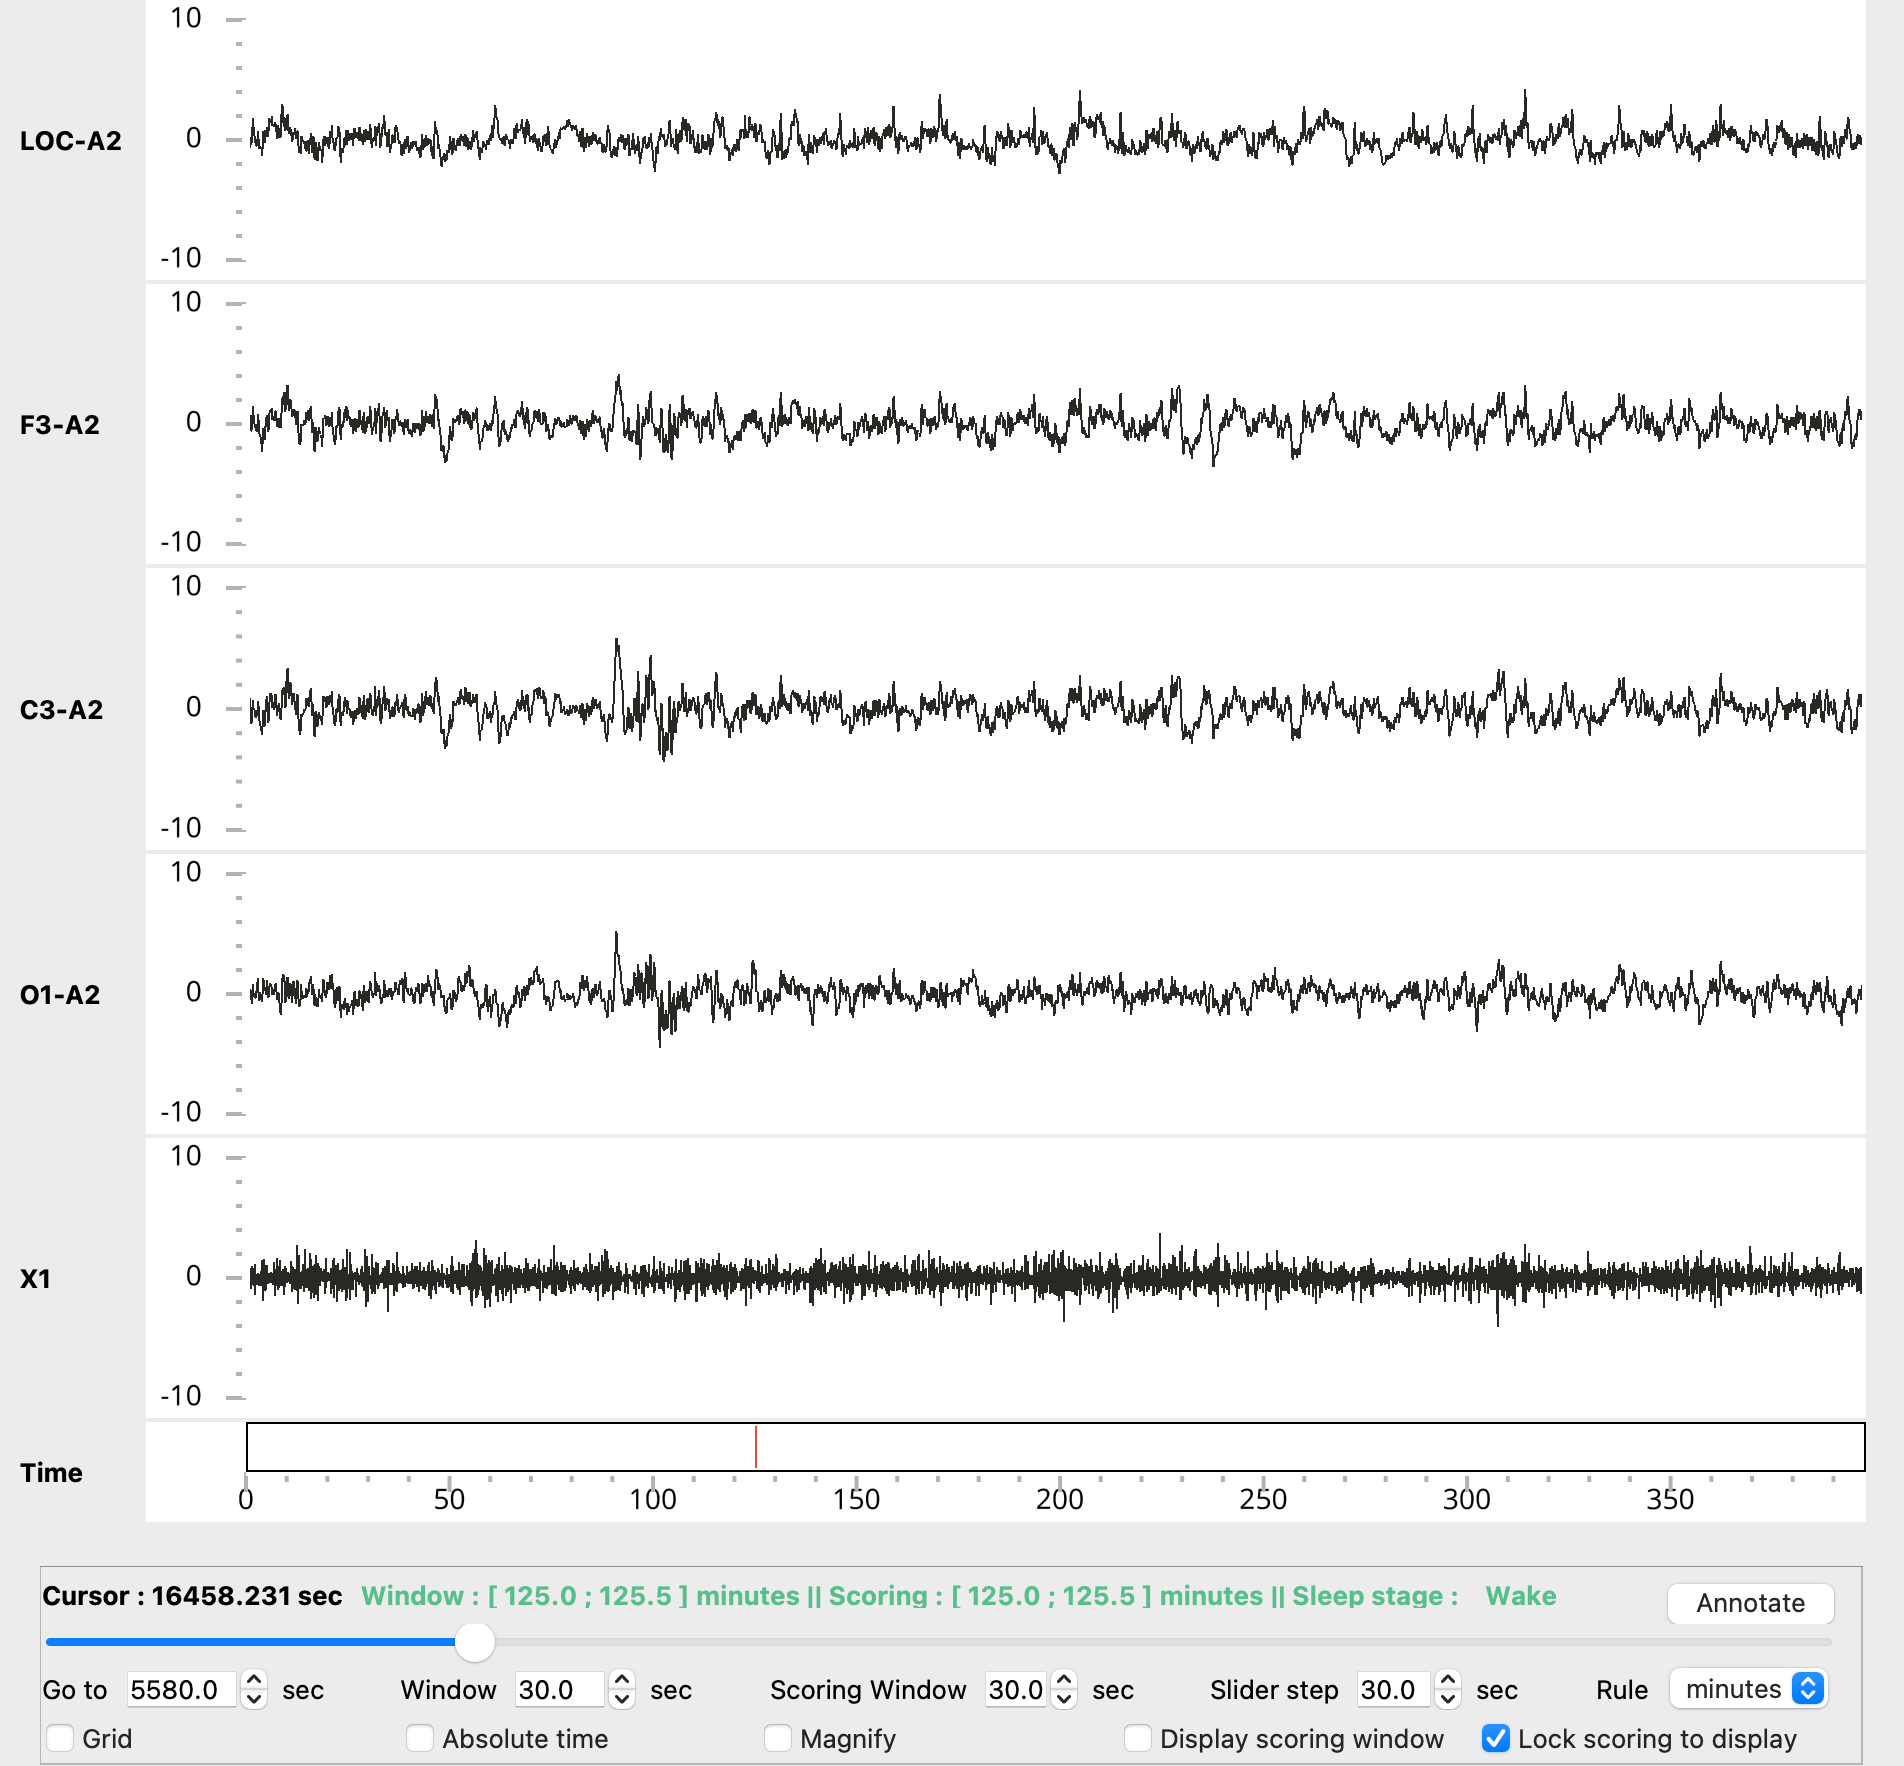 10
LOC-A2 0
-10
10
F3-A2 0
-10
10
C3-A2 0
-10
10
O1-A2 0
-10
10
X1 0
-10
Time
0 50 100 150 200 250 300 350
Cursor : 16458.231 sec Window : [ 125.0 ; 125.5 ] minutes || Scoring : [ 125.0 ; 125.5 ] minutes || Sleep stage : Wake Annotate
Go to 5580.0 sec Window 30.0 sec Scoring Window 30.0 sec Slider step 30.0 sec Rule minutes
Grid Absolute time Magnify Display scoring window Lock scoring to display